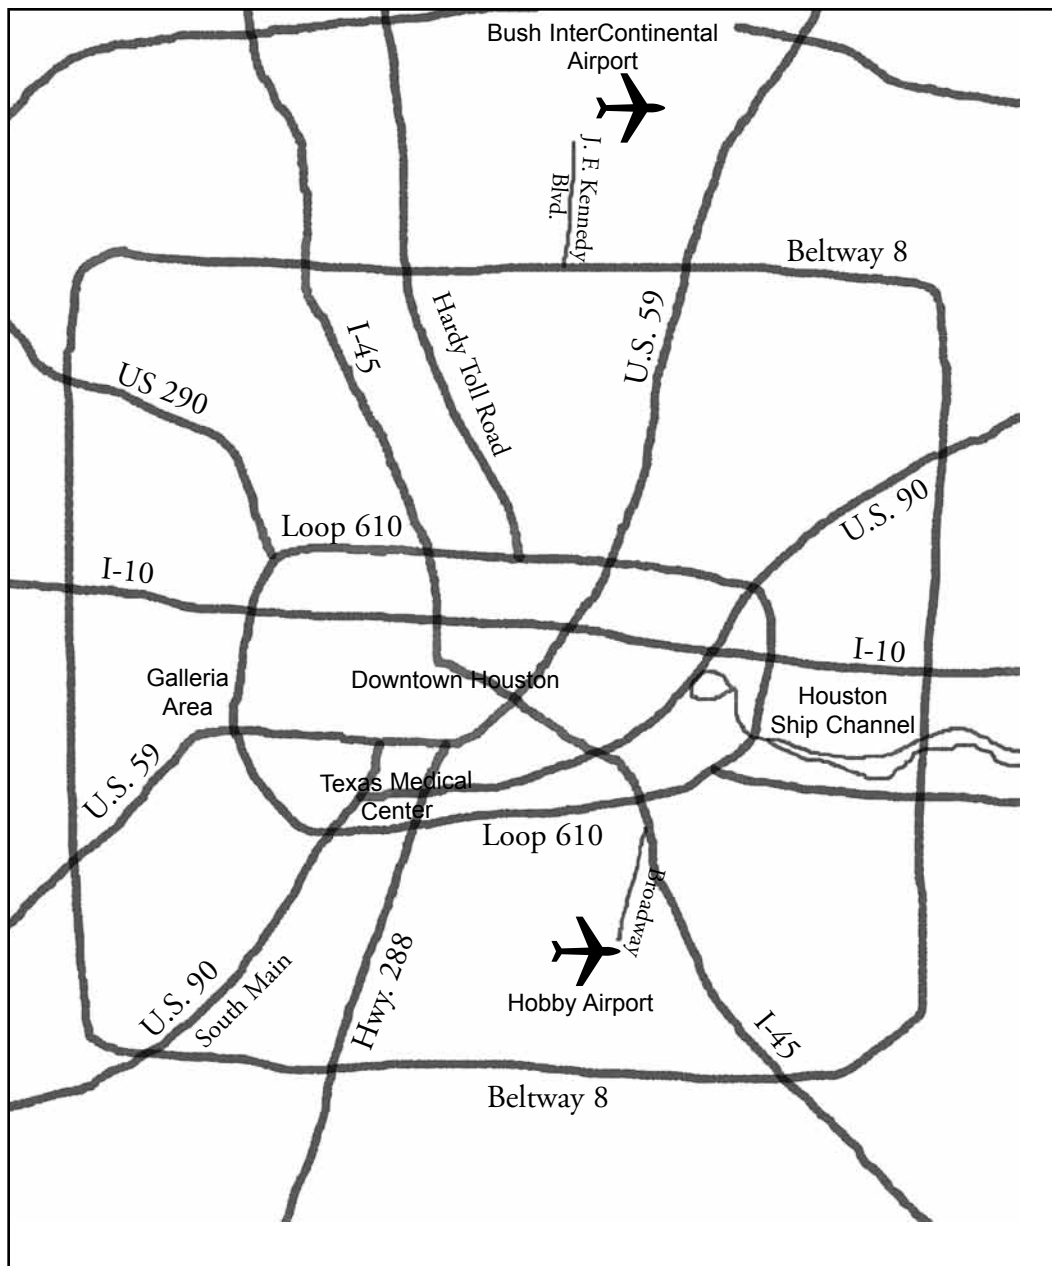 Bush InterContinental
Airport
J. F. Kennedy
Blvd.
Beltway 8
I-45
Hardy Toll Road
U.S. 59
US 290
U.S. 90
Loop 610
I-10
I-10
Galleria
Area
Downtown Houston
Houston
Ship Channel
U.S. 59
Texas Medical
Center
Loop 610
Broadway
U.S. 90
South Main
Hwy. 288
Hobby Airport
I-45
Beltway 8